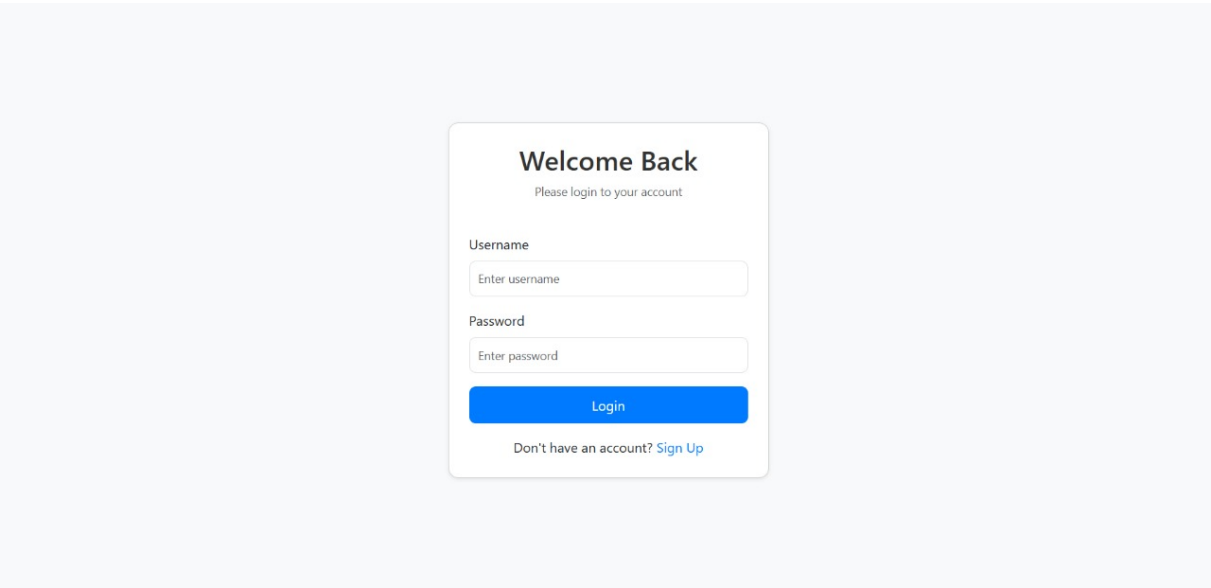 Welcome Back
Please login to your account
Username
Enter username
Password
Enter password
Login
Don't have an account? Sign Up